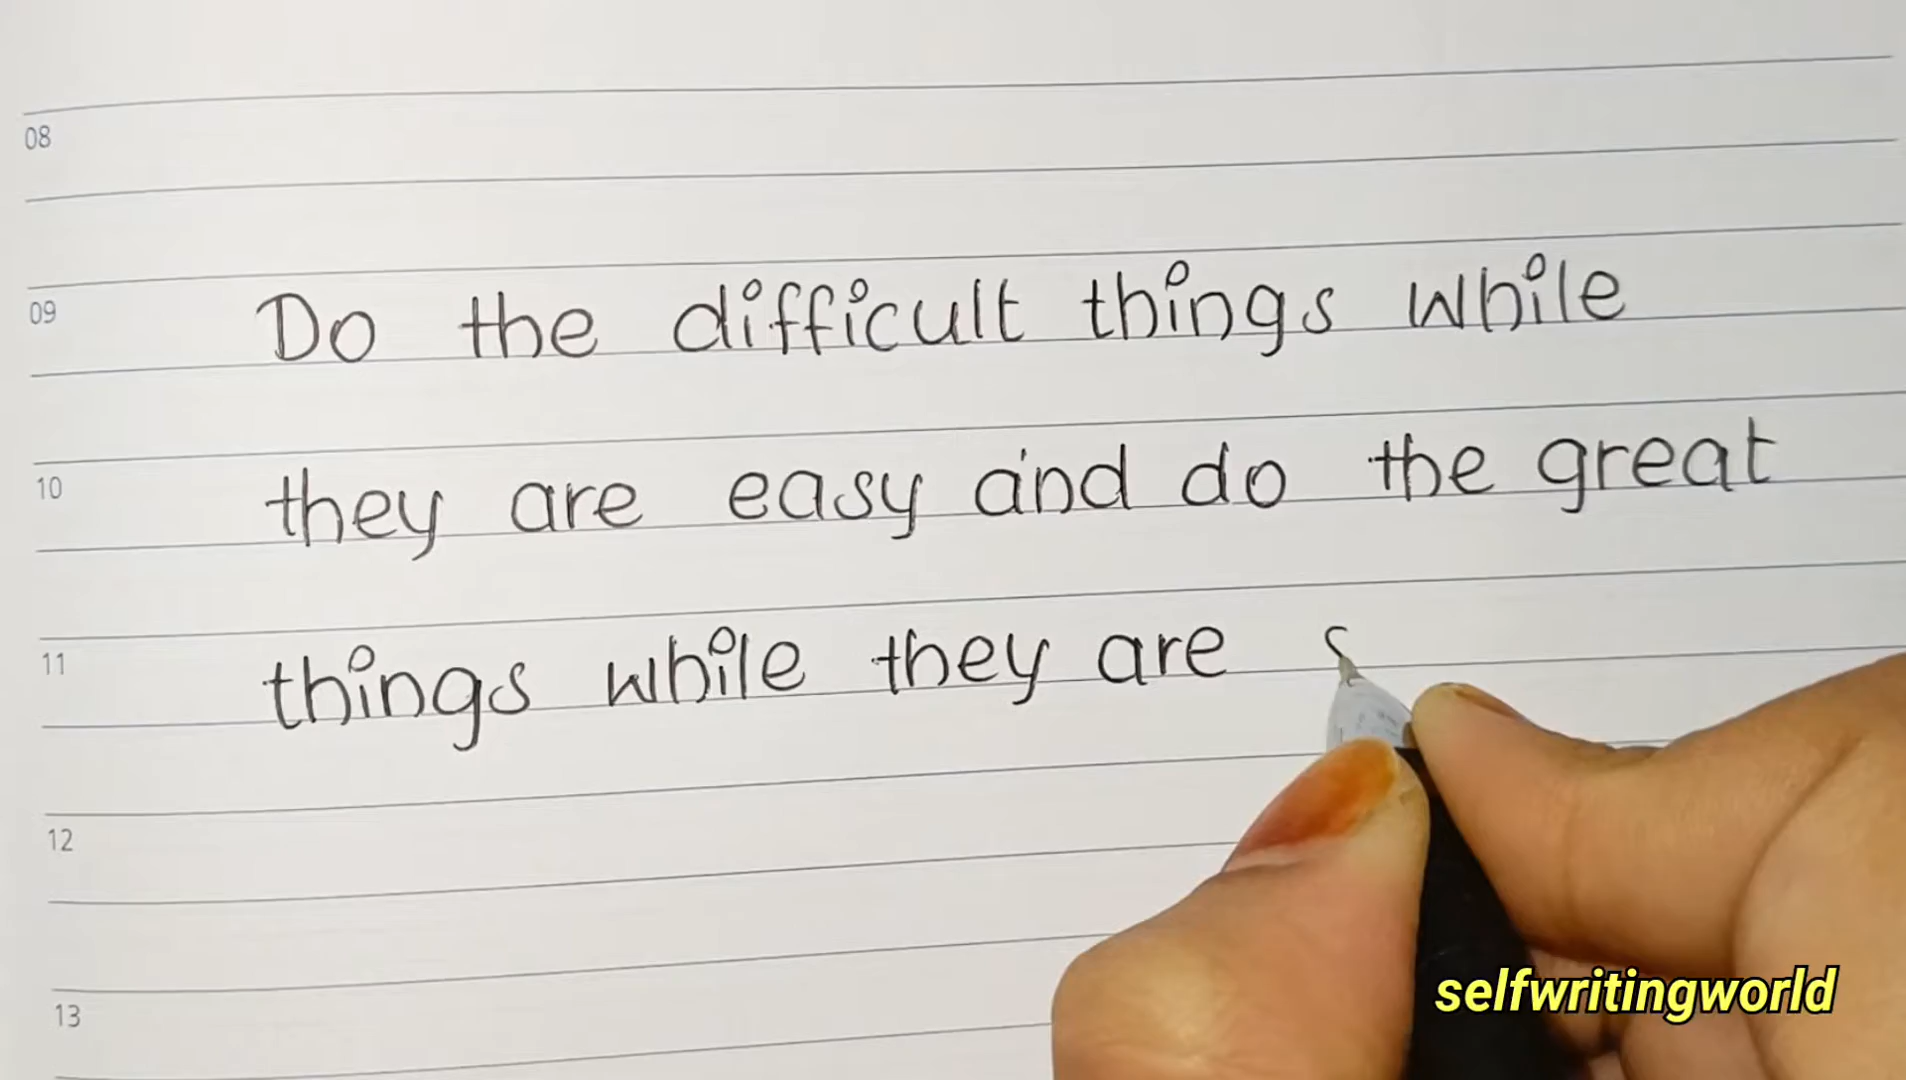 08
09 Do the difficult things while
10 they are easy and do the great
11 things while they are s
12
13
selfwritingworld